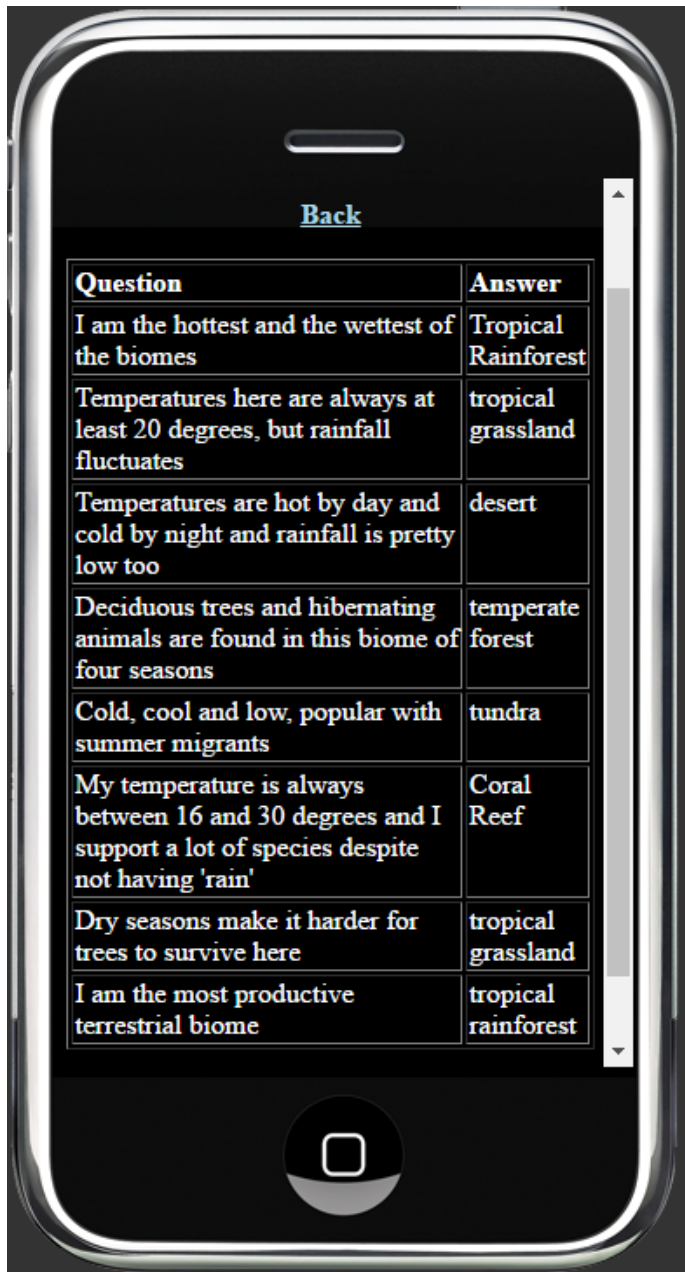 Back
Question Answer
I am the hottest and the wettest of
the biomes
Tropical
Rainforest
Temperatures here are always at
least 20 degrees, but rainfall
fluctuates
tropical
grassland
Temperatures are hot by day and
cold by night and rainfall is pretty
low too
desert
Deciduous trees and hibernating
animals are found in this biome of
four seasons
temperate
forest
Cold, cool and low, popular with
summer migrants
tundra
My temperature is always
between 16 and 30 degrees and I
support a lot of species despite
not having 'rain'
Coral
Reef
Dry seasons make it harder for
trees to survive here
tropical
grassland
I am the most productive
terrestrial biome
tropical
rainforest